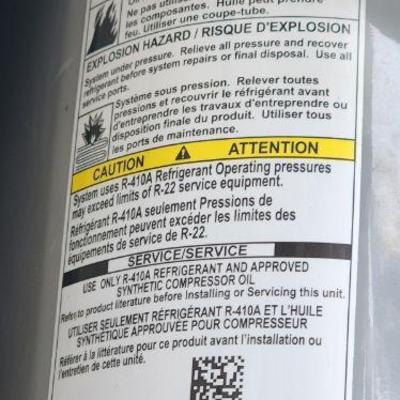 Ne pas utiliser
les composantes. Huile peut prendre
feu. Utiliser une coupe-tube.
EXPLOSION HAZARD / RISQUE D'EXPLOSION
System under pressure. Relieve all pressure and recover
refrigerant before system repairs or final disposal. Use all
service ports.
Système sous pression. Relever toutes
pressions et recouvrir le réfrigérant avant
d'entreprendre les travaux d'entreprendre ou
disposition finale du produit. Utiliser tous
les ports de maintenance.
CAUTION ATTENTION
System uses R-410A Refrigerant Operating pressures
may exceed limits of R-22 service equipment.
Réfrigérant R-410A seulement Pressions de
fonctionnement peuvent excéder les limites des
équipements de service de R-22.
SERVICE/SERVICE
USE ONLY R-410A REFRIGERANT AND APPROVED
SYNTHETIC COMPRESSOR OIL
Refer to product literature before Installing or Servicing this unit.
UTILISER SEULEMENT RÉFRIGÉRANT R-410A ET L'HUILE
SYNTHÉTIQUE APPROUVÉE POUR COMPRESSEUR
Référer à la littérature pour ce produit avant l'installation ou
l'entretien de cette unité.